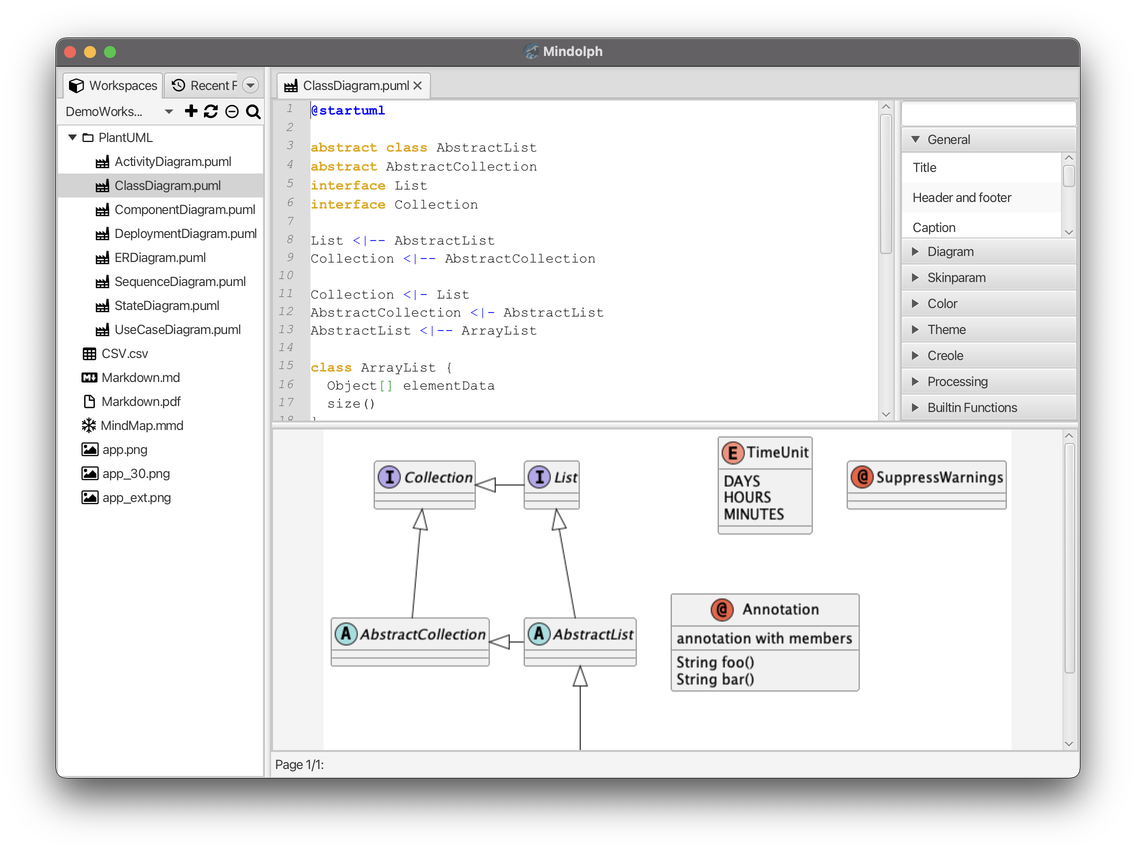 Mindolph
Workspaces
Recent F
DemoWorks...
PlantUML
ActivityDiagram.puml
ClassDiagram.puml
ComponentDiagram.puml
DeploymentDiagram.puml
ERDiagram.puml
SequenceDiagram.puml
StateDiagram.puml
UseCaseDiagram.puml
CSV.csv
Markdown.md
Markdown.pdf
MindMap.mmd
app.png
app_30.png
app_ext.png
ClassDiagram.puml
1 @startuml
2
3 abstract class AbstractList
4 abstract AbstractCollection
5 interface List
6 interface Collection
7
8 List <|-- AbstractList
9 Collection <|-- AbstractCollection
10
11 Collection <|- List
12 AbstractCollection <|- AbstractList
13 AbstractList <|-- ArrayList
14
15 class ArrayList {
16 Object[] elementData
17 size()
18 }
General
Title
Header and footer
Caption
Diagram
Skinparam
Color
Theme
Creole
Processing
Builtin Functions
I Collection
I List
E TimeUnit
DAYS
HOURS
MINUTES
@ SuppressWarnings
A AbstractCollection
A AbstractList
@ Annotation
annotation with members
String foo()
String bar()
Page 1/1: